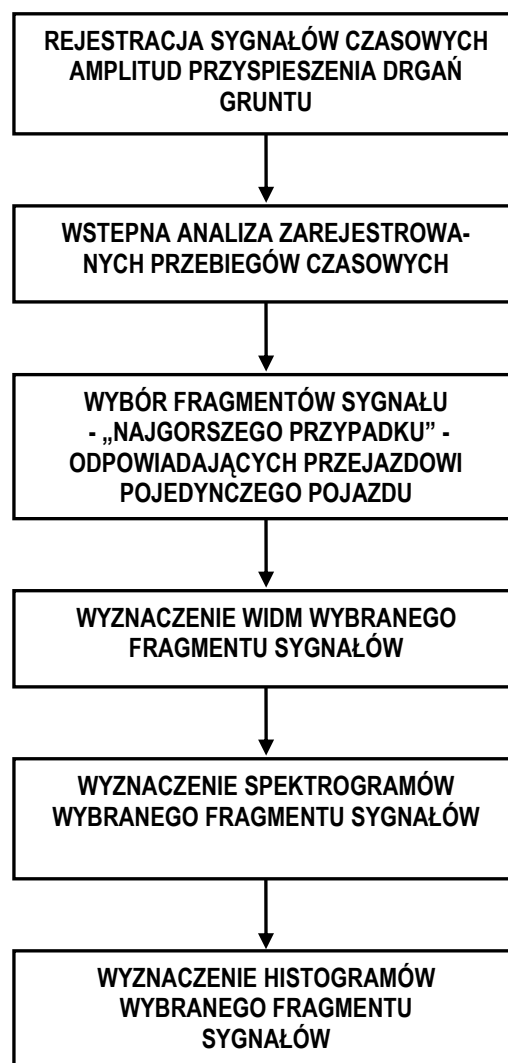 REJESTRACJA SYGNAŁÓW CZASOWYCH
AMPLITUD PRZYSPIESZENIA DRGAŃ
GRUNTU
WSTEPNA ANALIZA ZAREJESTROWA-
NYCH PRZEBIEGÓW CZASOWYCH
WYBÓR FRAGMENTÓW SYGNAŁU
- „NAJGORSZEGO PRZYPADKU” -
ODPOWIADAJĄCYCH PRZEJAZDOWI
POJEDYNCZEGO POJAZDU
WYZNACZENIE WIDM WYBRANEGO
FRAGMENTU SYGNAŁÓW
WYZNACZENIE SPEKTROGRAMÓW
WYBRANEGO FRAGMENTU SYGNAŁÓW
WYZNACZENIE HISTOGRAMÓW
WYBRANEGO FRAGMENTU
SYGNAŁÓW